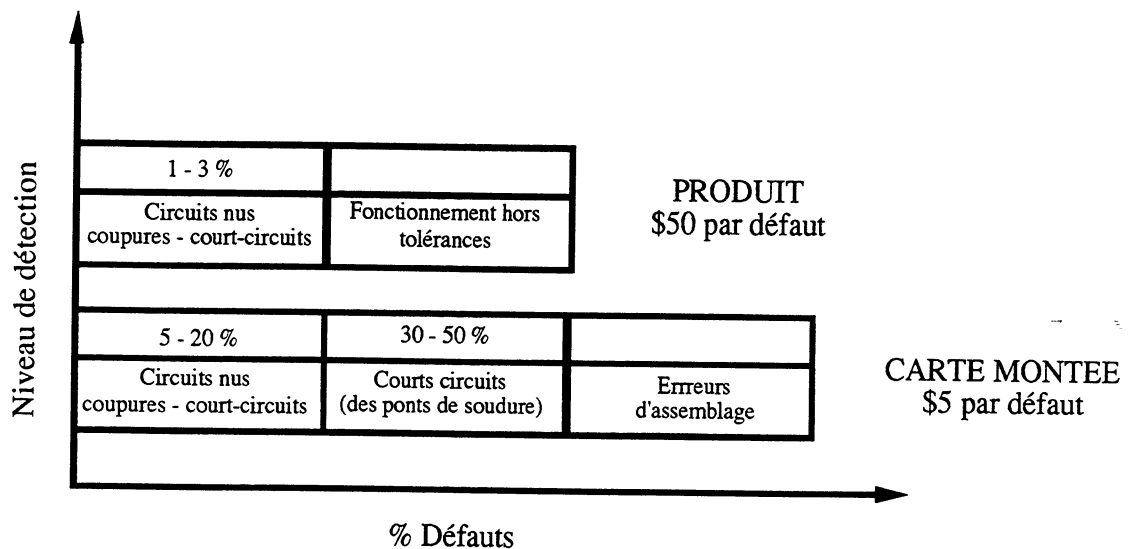 Niveau de détection
1 - 3 %
Circuits nus
coupures - court-circuits
Fonctionnement hors
tolérances
PRODUIT
$50 par défaut
5 - 20 %
30 - 50 %
Circuits nus
coupures - court-circuits
Courts circuits
(des ponts de soudure)
Errreurs
d'assemblage
CARTE MONTEE
$5 par défaut
% Défauts